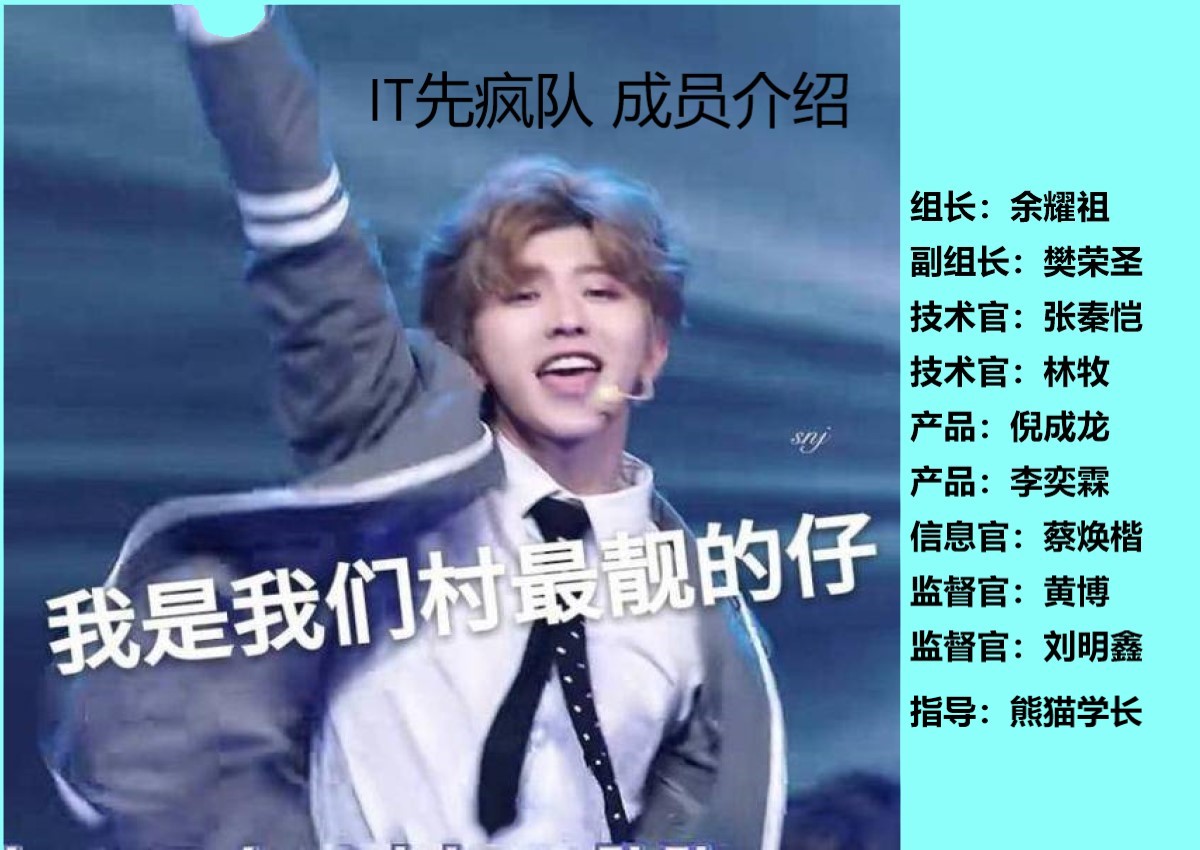 IT先疯队 成员介绍
组长：余耀祖
副组长：樊荣圣
技术官：张秦恺
技术官：林牧
产品：倪成龙
产品：李奕霖
信息官：蔡焕楷
监督官：黄博
监督官：刘明鑫
指导：熊猫学长
snj
我是我们村最靓的仔